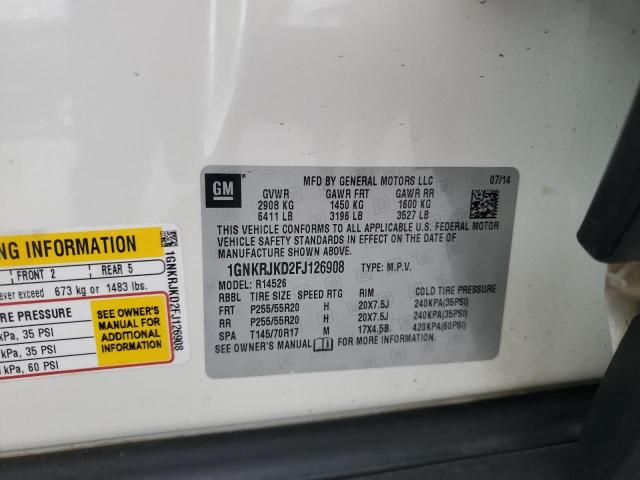 GM
MFD BY GENERAL MOTORS LLC 07/14
GVWR GAWR FRT GAWR RR
2908 KG 1450 KG 1600 KG
6411 LB 3196 LB 3527 LB
THIS VEHICLE CONFORMS TO ALL APPLICABLE U.S. FEDERAL MOTOR
VEHICLE SAFETY, BUMPER, AND THEFT PREVENTION
STANDARDS IN EFFECT ON THE DATE OF
MANUFACTURE SHOWN ABOVE.
1GNKRJKD2FJ126908 TYPE: M.P.V.
MODEL: R14526
RBBL TIRE SIZE SPEED RTG RIM COLD TIRE PRESSURE
FRT P255/55R20 H 20X7.5J 240KPA(35PSI)
RR P255/55R20 H 20X7.5J 240KPA(35PSI)
SPA T145/70R17 M 17X4.5B 420KPA(60PSI)
SEE OWNER'S MANUAL FOR MORE INFORMATION.
NG INFORMATION
FRONT 2 REAR 5
ever exceed 673 kg or 1483 lbs.
E PRESSURE
kPa, 35 PSI
kPa, 35 PSI
kPa, 60 PSI
SEE OWNER'S
MANUAL FOR
ADDITIONAL
INFORMATION
1GNKRJKD2FJ126908